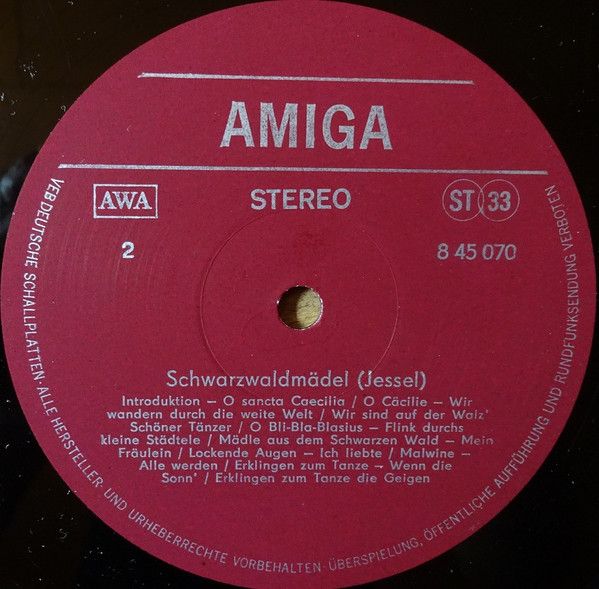 AMIGA
AWA
STEREO
ST 33
2
8 45 070
Schwarzwaldmädel (Jessel)
Introduktion – O sancta Caecilia / O Cäcilie – Wir
wandern durch die weite Welt / Wir sind auf der Walz'
Schöner Tänzer / O Bli-Bla-Blasius – Flink durchs
kleine Städtele / Mädle aus dem Schwarzen Wald – Mein
Fräulein / Lockende Augen – Ich liebte / Malwine –
Alle werden / Erklingen zum Tanze – Wenn die
Sonn' / Erklingen zum Tanze die Geigen
VEB DEUTSCHE SCHALLPLATTEN · ALLE HERSTELLER- UND URHEBERRECHTE VORBEHALTEN · ÜBERSPIELUNG, ÖFFENTLICHE AUFFÜHRUNG UND RUNDFUNKSENDUNG VERBOTEN